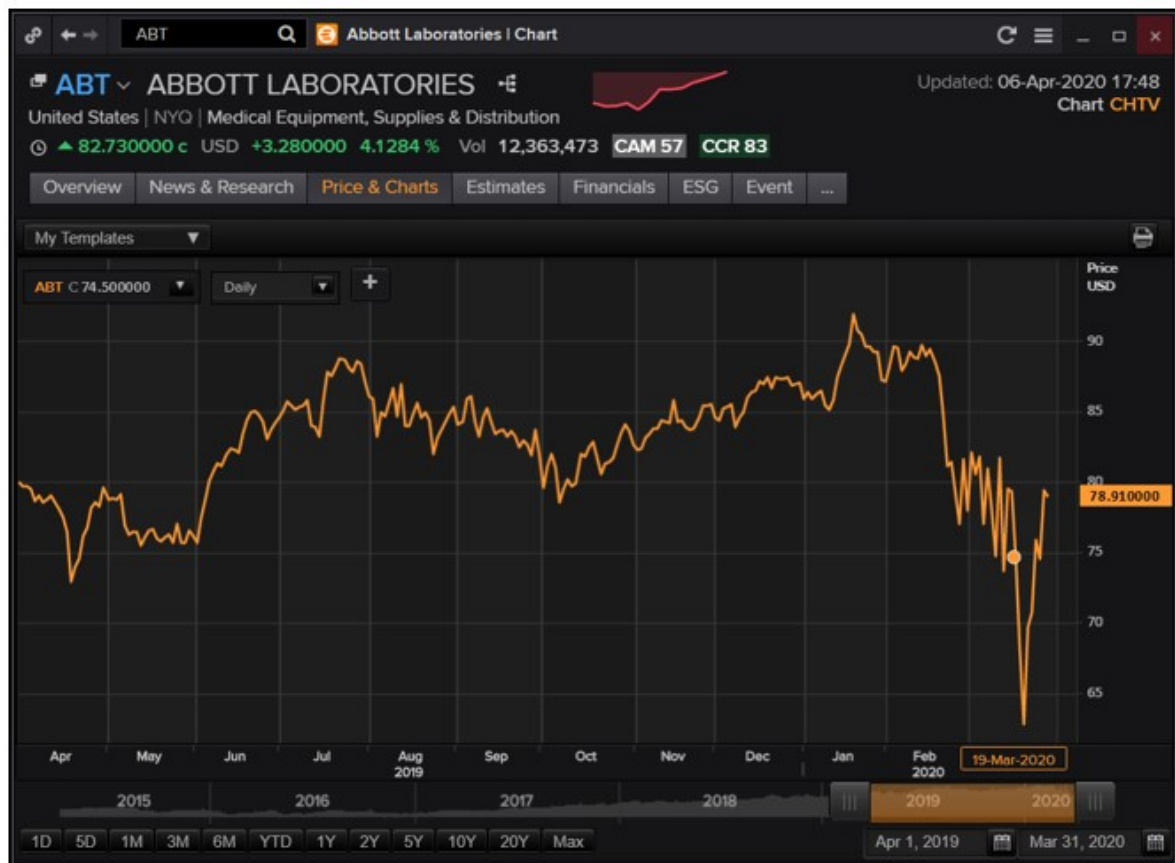 ABT Abbott Laboratories | Chart
ABT ABBOTT LABORATORIES
Updated: 06-Apr-2020 17:48
Chart CHTV
United States | NYQ | Medical Equipment, Supplies & Distribution
82.730000 c USD +3.280000 4.1284 % Vol 12,363,473 CAM 57 CCR 83
Overview News & Research Price & Charts Estimates Financials ESG Event ...
My Templates
ABT C 74.500000 Daily +
Price
USD
90
85
80
78.910000
75
70
65
Apr May Jun Jul Aug Sep Oct Nov Dec Jan Feb 19-Mar-2020
2019 2020
2015 2016 2017 2018 2019 2020
1D 5D 1M 3M 6M YTD 1Y 2Y 5Y 10Y 20Y Max Apr 1, 2019 Mar 31, 2020